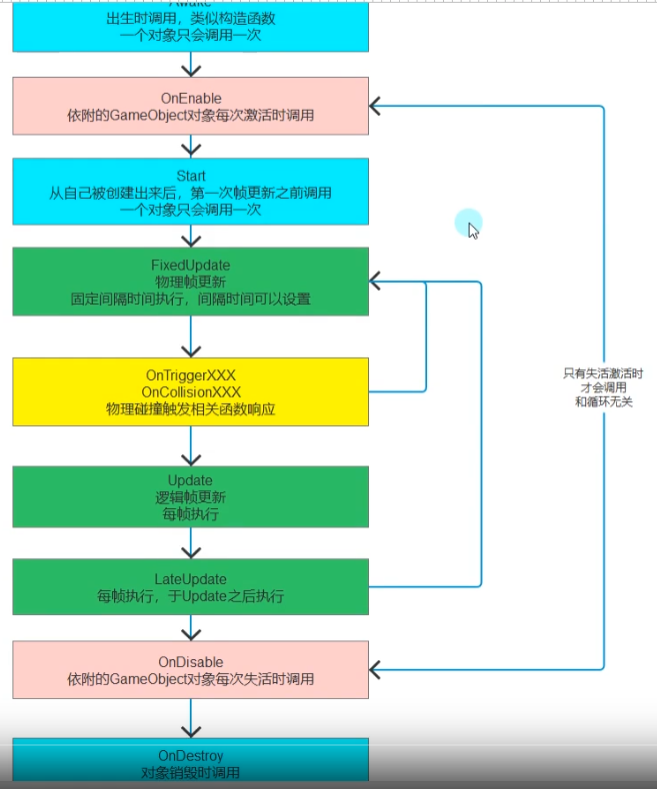 Awake
出生时调用，类似构造函数
一个对象只会调用一次
OnEnable
依附的GameObject对象每次激活时调用
Start
从自己被创建出来后，第一次帧更新之前调用
一个对象只会调用一次
FixedUpdate
物理帧更新
固定间隔时间执行，间隔时间可以设置
OnTriggerXXX
OnCollisionXXX
物理碰撞触发相关函数响应
Update
逻辑帧更新
每帧执行
LateUpdate
每帧执行，于Update之后执行
OnDisable
依附的GameObject对象每次失活时调用
OnDestroy
对象销毁时调用
只有失活激活时
才会调用
和循环无关